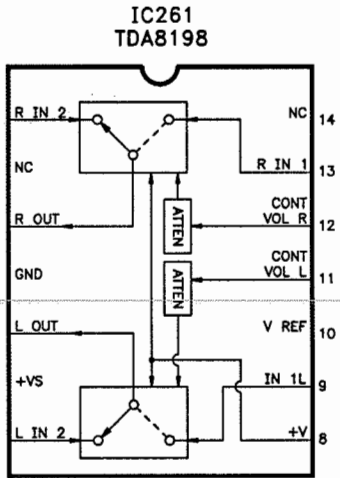 IC261
TDA8198
R IN 2
NC
14
NC
R IN 1
13
R OUT
ATTEN
CONT
VOL R
12
GND
ATTEN
CONT
VOL L
11
L OUT
V REF
10
+VS
IN 1L
9
L IN 2
+V
8